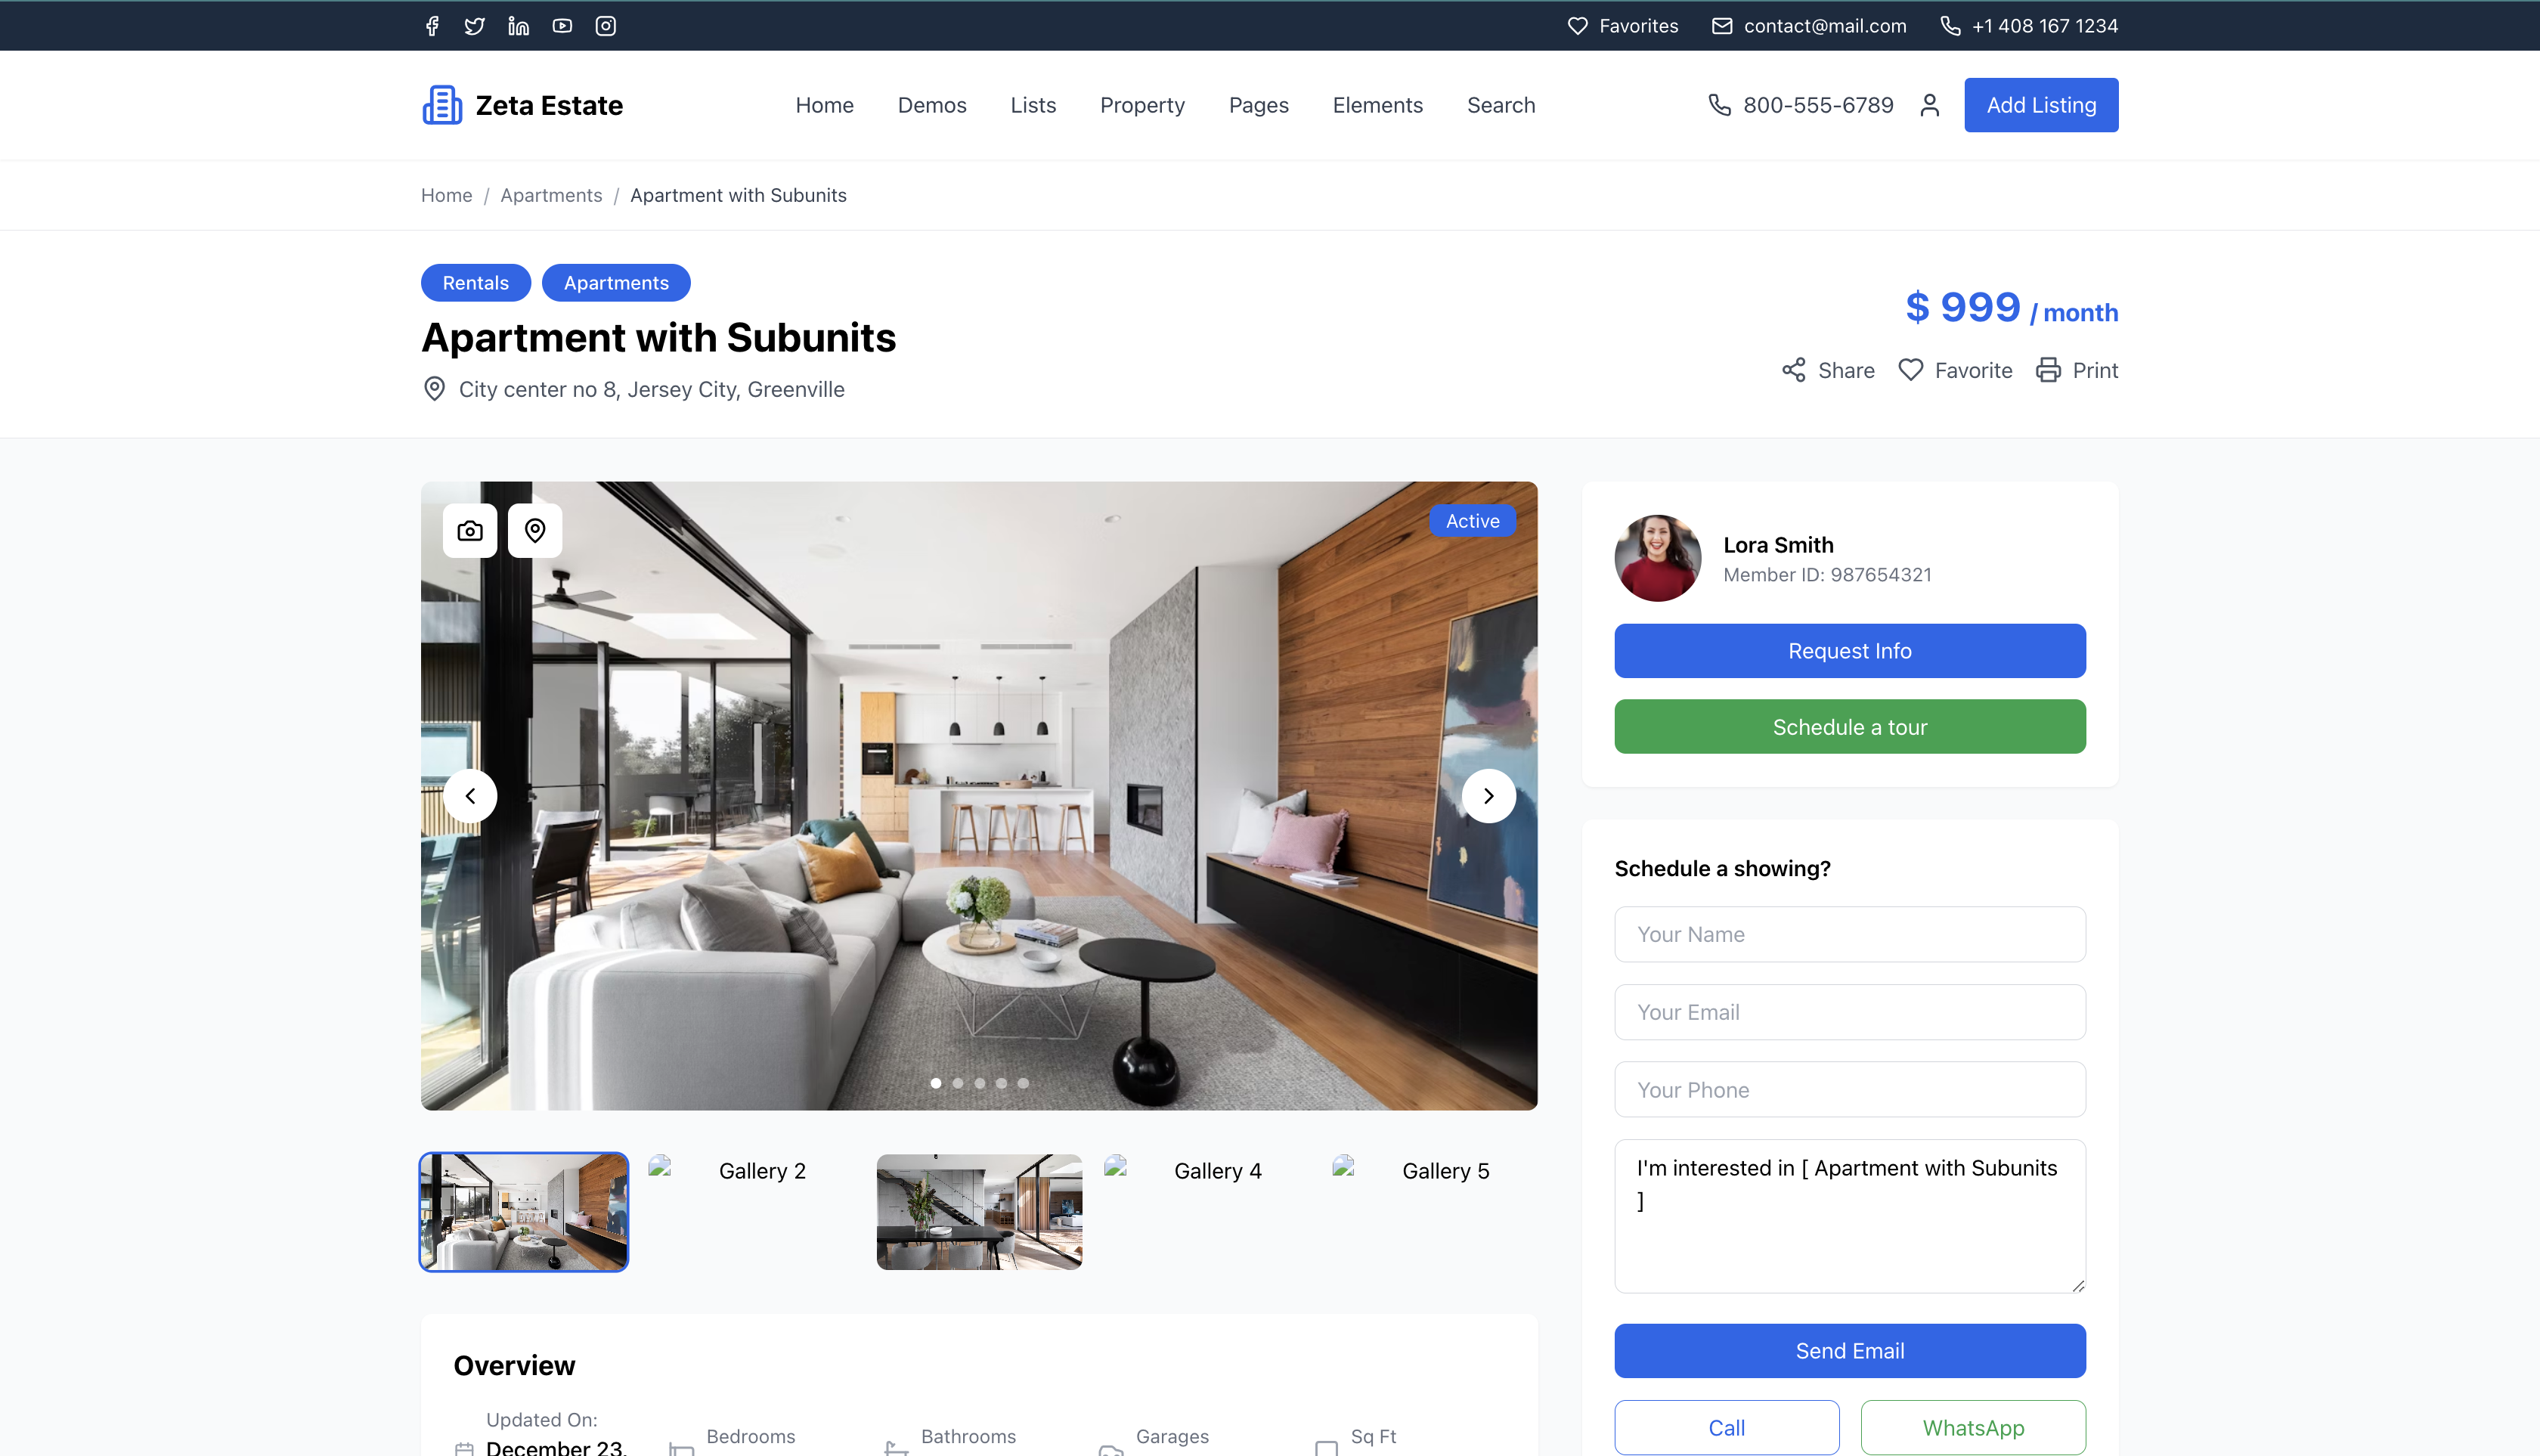 Favorites
contact@mail.com
+1 408 167 1234
Zeta Estate
Home
Demos
Lists
Property
Pages
Elements
Search
800-555-6789
Add Listing
Home / Apartments / Apartment with Subunits
Rentals
Apartments
Apartment with Subunits
City center no 8, Jersey City, Greenville
$ 999 / month
Share
Favorite
Print
Active
Gallery 2
Gallery 4
Gallery 5
Overview
Updated On:
December 23,
Bedrooms
Bathrooms
Garages
Sq Ft
Lora Smith
Member ID: 987654321
Request Info
Schedule a tour
Schedule a showing?
Your Name
Your Email
Your Phone
I'm interested in [ Apartment with Subunits
]
Send Email
Call
WhatsApp